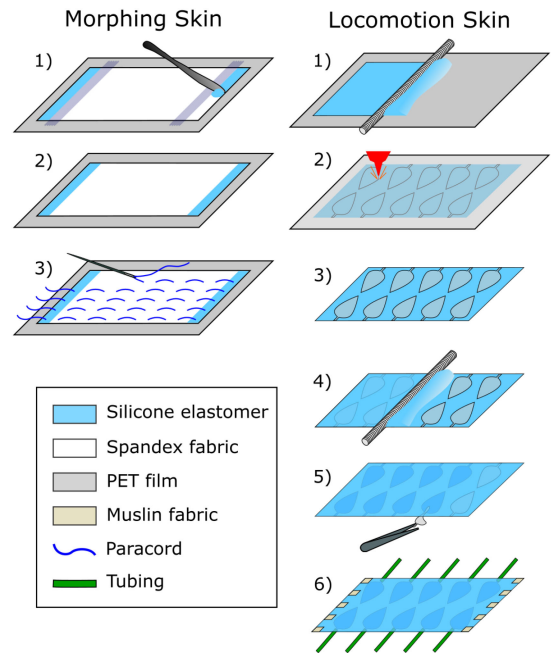 Morphing Skin
1)
2)
3)
Silicone elastomer
Spandex fabric
PET film
Muslin fabric
Paracord
Tubing
Locomotion Skin
1)
2)
3)
4)
5)
6)